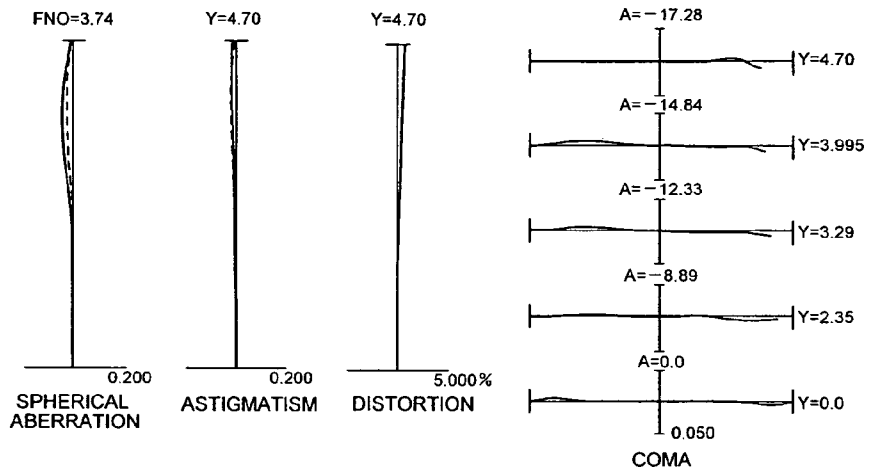 FNO=3.74
Y=4.70
Y=4.70
0.200
0.200
5.000%
SPHERICAL
ABERRATION
ASTIGMATISM
DISTORTION
A=−17.28
Y=4.70
A=−14.84
Y=3.995
A=−12.33
Y=3.29
A=−8.89
Y=2.35
A=0.0
Y=0.0
0.050
COMA